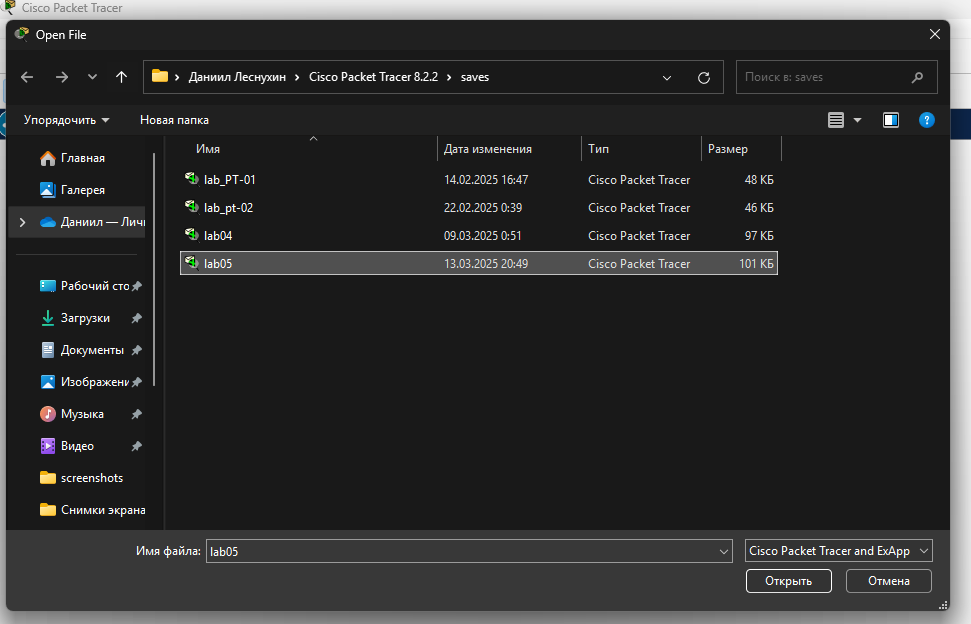 Cisco Packet Tracer
Open File
Даниил Леснухин › Cisco Packet Tracer 8.2.2 › saves
Поиск в: saves
Упорядочить
Новая папка
Имя
Дата изменения
Тип
Размер
Главная
Галерея
Даниил — Личн
Рабочий сто
Загрузки
Документы
Изображени
Музыка
Видео
screenshots
Снимки экрана
lab_PT-01 14.02.2025 16:47 Cisco Packet Tracer 48 КБ
lab_pt-02 22.02.2025 0:39 Cisco Packet Tracer 46 КБ
lab04 09.03.2025 0:51 Cisco Packet Tracer 97 КБ
lab05 13.03.2025 20:49 Cisco Packet Tracer 101 КБ
Имя файла: lab05
Cisco Packet Tracer and ExApp
Открыть
Отмена